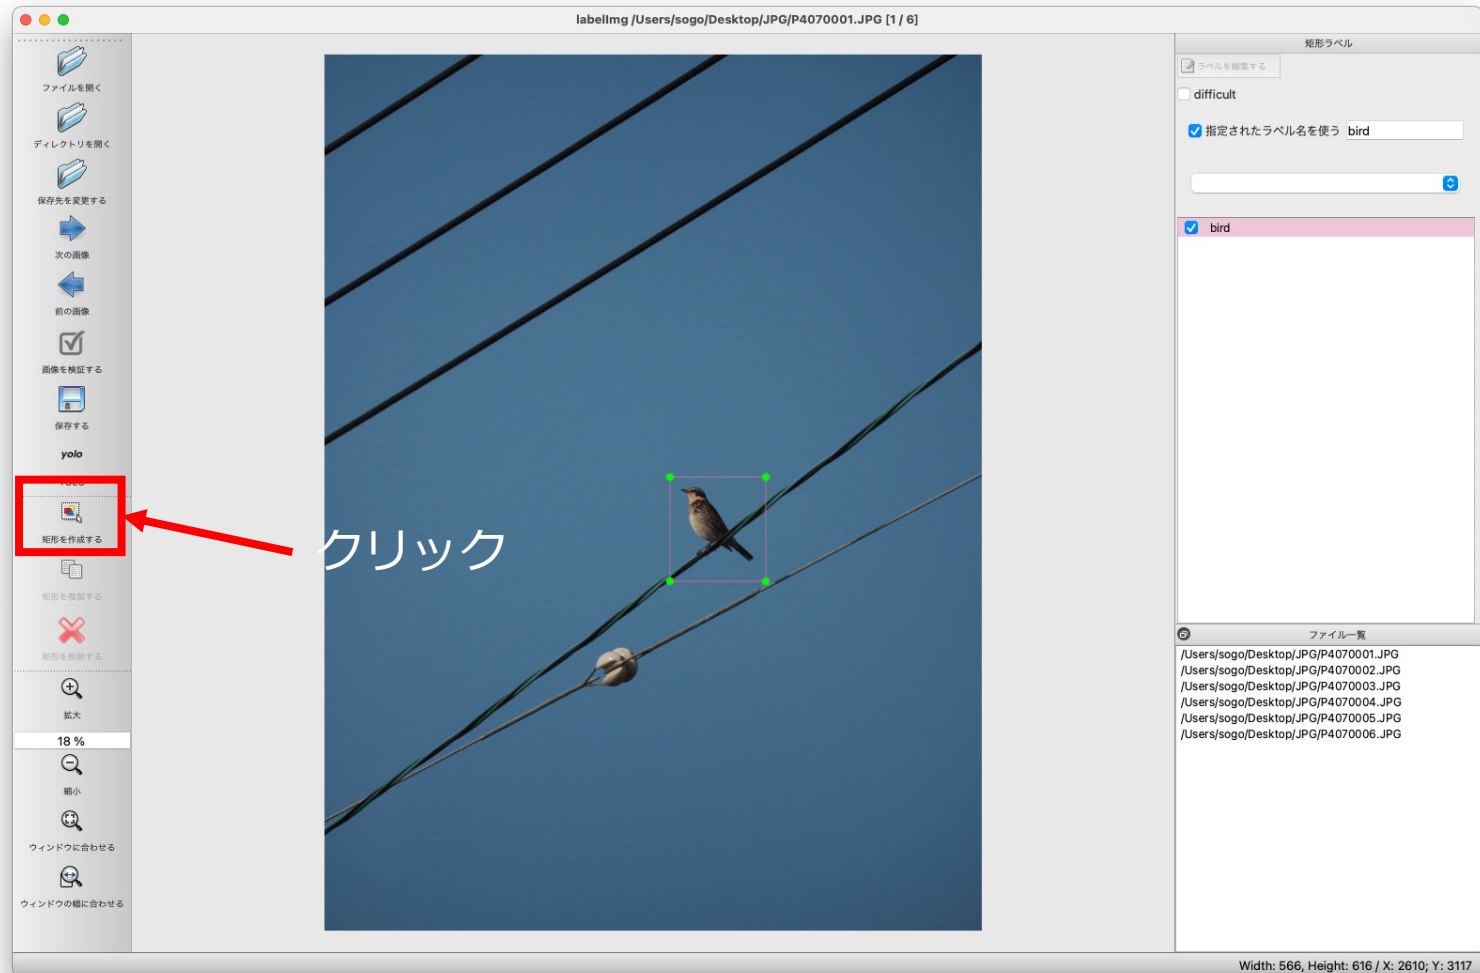 labelImg /Users/sogo/Desktop/JPG/P4070001.JPG [1 / 6]
ファイルを開く
ディレクトリを開く
保存先を変更する
次の画像
前の画像
画像を検証する
保存する
yolo
YOLO
矩形を作成する
矩形を複製する
矩形を削除する
拡大
18 %
縮小
ウィンドウに合わせる
ウィンドウの幅に合わせる
クリック
矩形ラベル
ラベルを編集する
difficult
指定されたラベル名を使う bird
bird
ファイル一覧
/Users/sogo/Desktop/JPG/P4070001.JPG
/Users/sogo/Desktop/JPG/P4070002.JPG
/Users/sogo/Desktop/JPG/P4070003.JPG
/Users/sogo/Desktop/JPG/P4070004.JPG
/Users/sogo/Desktop/JPG/P4070005.JPG
/Users/sogo/Desktop/JPG/P4070006.JPG
Width: 566, Height: 616 / X: 2610; Y: 3117